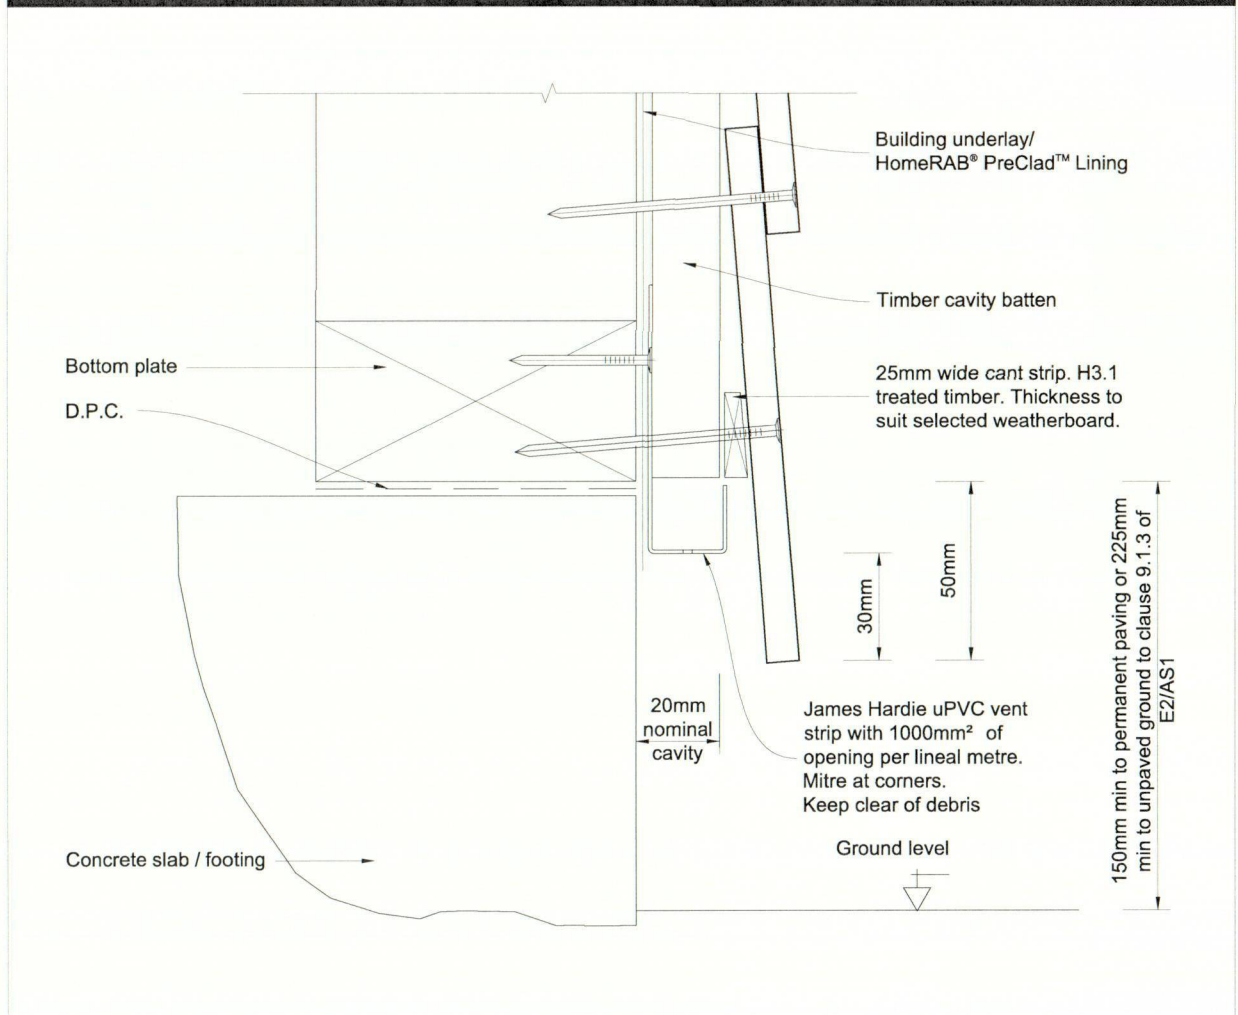 Building underlay/
HomeRAB® PreClad™ Lining
Timber cavity batten
Bottom plate
25mm wide cant strip. H3.1
treated timber. Thickness to
suit selected weatherboard.
D.P.C.
50mm
30mm
150mm min to permanent paving or 225mm
min to unpaved ground to clause 9.1.3 of
E2/AS1
20mm
nominal
cavity
James Hardie uPVC vent
strip with 1000mm² of
opening per lineal metre.
Mitre at corners.
Keep clear of debris
Ground level
Concrete slab / footing